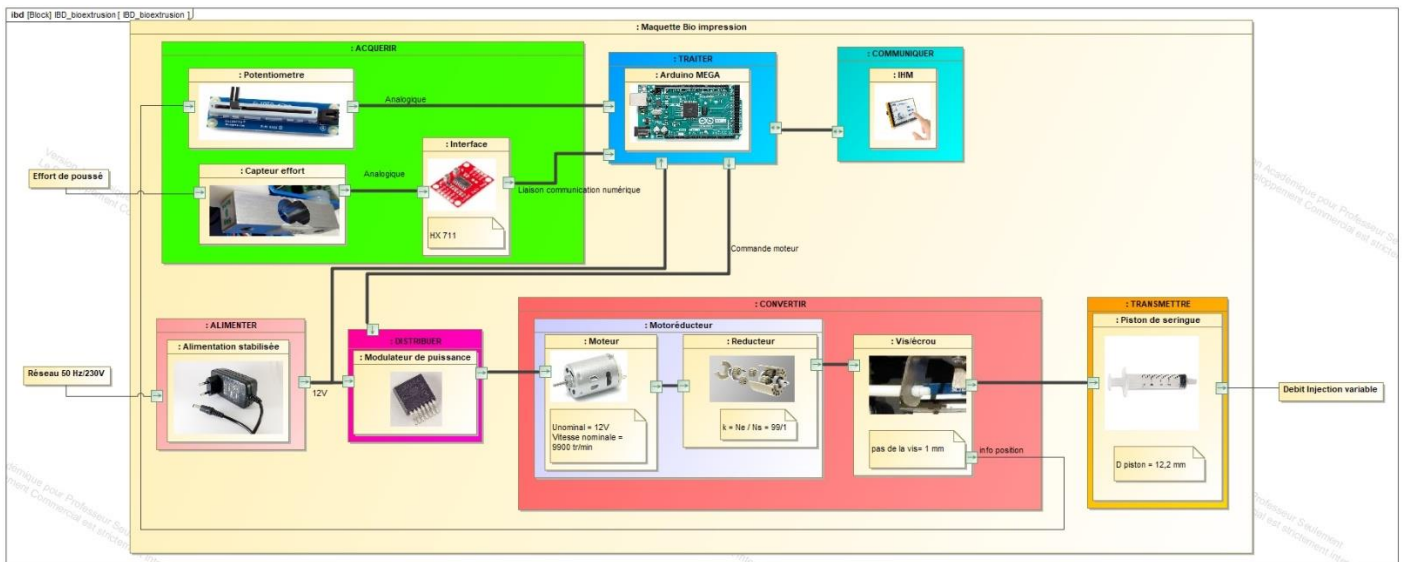 ibd [Block] IBD_bioextrusion [ IBD_bioextrusion ]
: Maquette Bio impression
: ACQUERIR
: Potentiometre
Analogique
: TRAITER
: Arduino MEGA
: COMMUNIQUER
: IHM
Effort de poussé
: Capteur effort
Analogique
: Interface
HX 711
Liaison communication numérique
Commande moteur
Réseau 50 Hz/230V
: ALIMENTER
: Alimentation stabilisée
12V
: DISTRIBUER
: Modulateur de puissance
: CONVERTIR
: Motoréducteur
: Moteur
Unominal = 12V
Vitesse nominale =
9900 tr/min
: Reducteur
k = Ne / Ns = 99/1
: Vis/écrou
pas de la vis= 1 mm
info position
: TRANSMETTRE
: Piston de seringue
D piston = 12,2 mm
Debit Injection variable